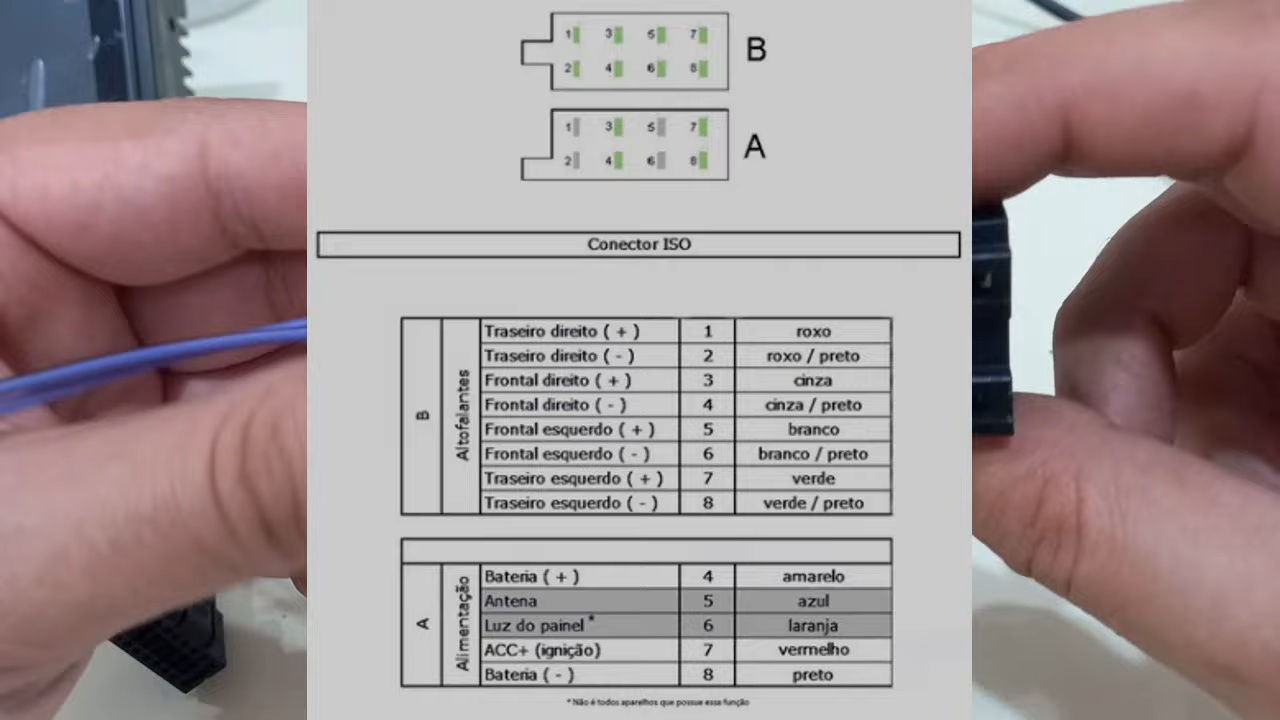 1 3 5 7
B
2 4 6 8
1 3 5 7
A
2 4 6 8
Conector ISO
B
Altofalantes
Traseiro direito ( + ) 1 roxo
Traseiro direito ( - ) 2 roxo / preto
Frontal direito ( + ) 3 cinza
Frontal direito ( - ) 4 cinza / preto
Frontal esquerdo ( + ) 5 branco
Frontal esquerdo ( - ) 6 branco / preto
Traseiro esquerdo ( + ) 7 verde
Traseiro esquerdo ( - ) 8 verde / preto
A
Alimentação
Bateria ( + ) 4 amarelo
Antena 5 azul
Luz do painel * 6 laranja
ACC+ (ignição) 7 vermelho
Bateria ( - ) 8 preto
* Não é todos aparelhos que possue essa função